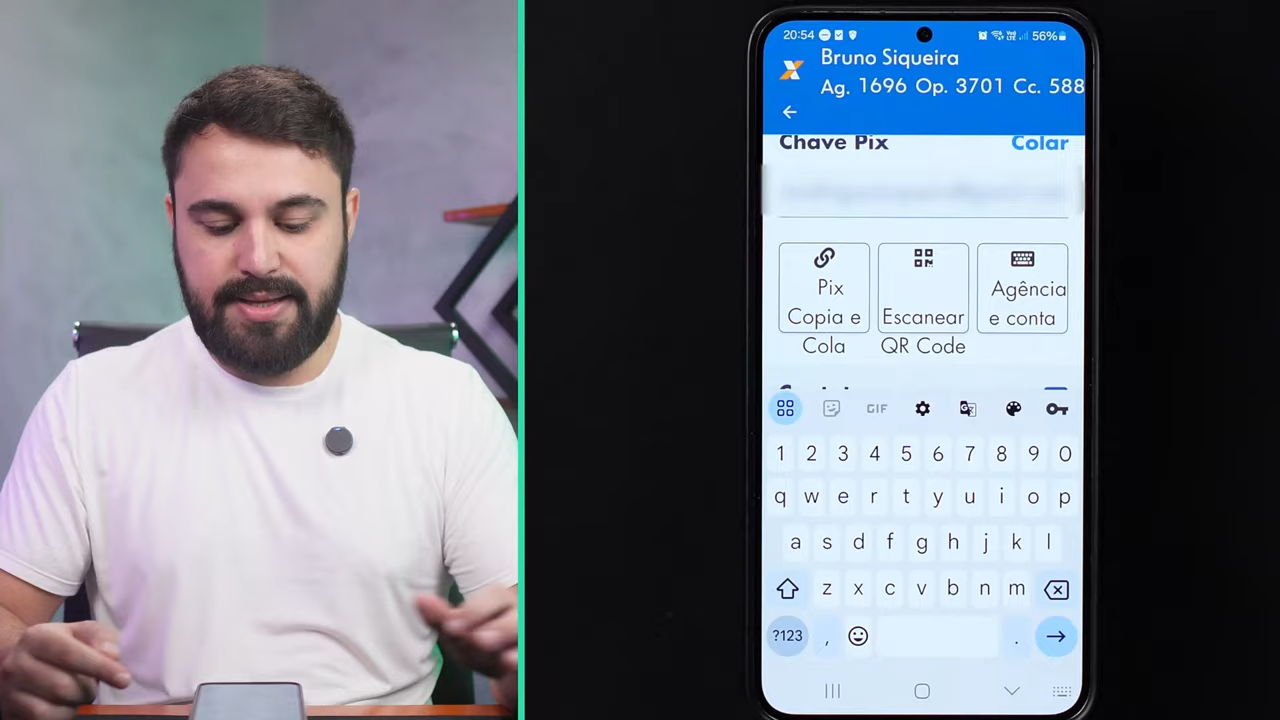 20:54 56%
Bruno Siqueira
Ag. 1696 Op. 3701 Cc. 588
Chave Pix Colar
Pix
Copia e
Cola
Escanear
QR Code
Agência
e conta
GIF
1 2 3 4 5 6 7 8 9 0
q w e r t y u i o p
a s d f g h j k l
z x c v b n m
?123 , .